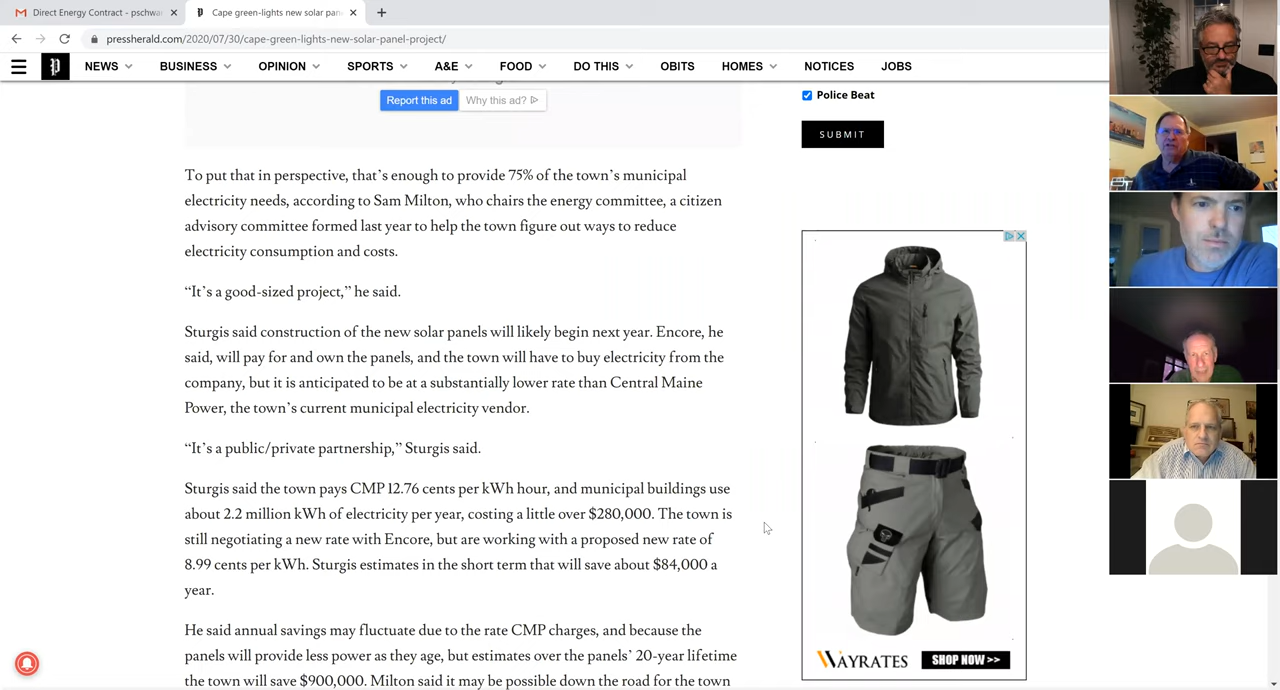 Direct Energy Contract - pschwa
Cape green-lights new solar pan
pressherald.com/2020/07/30/cape-green-lights-new-solar-panel-project/
NEWS BUSINESS OPINION SPORTS A&E FOOD DO THIS OBITS HOMES NOTICES JOBS
Report this ad Why this ad?
Police Beat
SUBMIT
To put that in perspective, that’s enough to provide 75% of the town’s municipal
electricity needs, according to Sam Milton, who chairs the energy committee, a citizen
advisory committee formed last year to help the town figure out ways to reduce
electricity consumption and costs.
“It’s a good-sized project,” he said.
Sturgis said construction of the new solar panels will likely begin next year. Encore, he
said, will pay for and own the panels, and the town will have to buy electricity from the
company, but it is anticipated to be at a substantially lower rate than Central Maine
Power, the town’s current municipal electricity vendor.
“It’s a public/private partnership,” Sturgis said.
Sturgis said the town pays CMP 12.76 cents per kWh hour, and municipal buildings use
about 2.2 million kWh of electricity per year, costing a little over $280,000. The town is
still negotiating a new rate with Encore, but are working with a proposed new rate of
8.99 cents per kWh. Sturgis estimates in the short term that will save about $84,000 a
year.
He said annual savings may fluctuate due to the rate CMP charges, and because the
panels will provide less power as they age, but estimates over the panels’ 20-year lifetime
the town will save $900,000. Milton said it may be possible down the road for the town
WAYRATES SHOP NOW >>